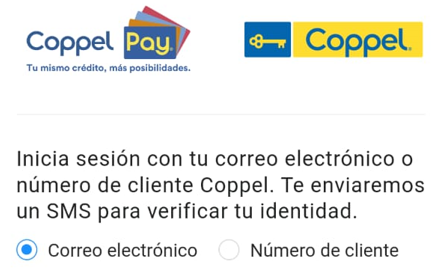 Coppel Pay. Coppel.
Tu mismo crédito, más posibilidades.
Inicia sesión con tu correo electrónico o
número de cliente Coppel. Te enviaremos
un SMS para verificar tu identidad.
Correo electrónico Número de cliente